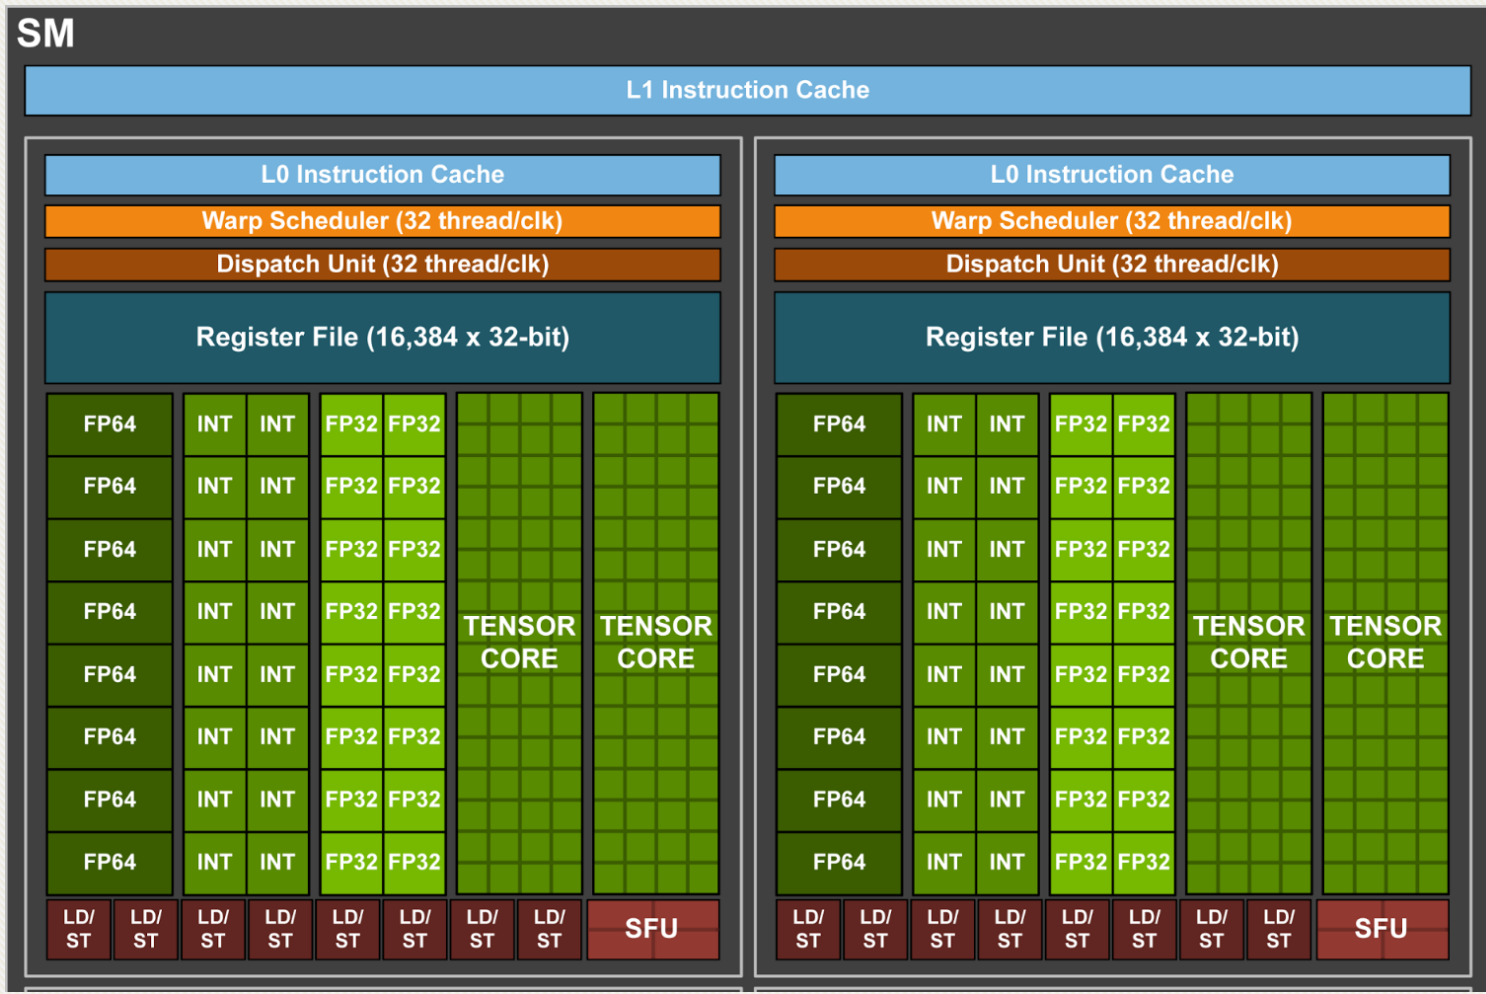 SM
L1 Instruction Cache
L0 Instruction Cache
Warp Scheduler (32 thread/clk)
Dispatch Unit (32 thread/clk)
Register File (16,384 x 32-bit)
FP64 INT INT FP32 FP32
FP64 INT INT FP32 FP32
FP64 INT INT FP32 FP32
FP64 INT INT FP32 FP32
FP64 INT INT FP32 FP32
FP64 INT INT FP32 FP32
FP64 INT INT FP32 FP32
FP64 INT INT FP32 FP32
TENSOR TENSOR
CORE CORE
LD/ LD/ LD/ LD/ LD/ LD/ LD/ LD/
ST ST ST ST ST ST ST ST
SFU
L0 Instruction Cache
Warp Scheduler (32 thread/clk)
Dispatch Unit (32 thread/clk)
Register File (16,384 x 32-bit)
FP64 INT INT FP32 FP32
FP64 INT INT FP32 FP32
FP64 INT INT FP32 FP32
FP64 INT INT FP32 FP32
FP64 INT INT FP32 FP32
FP64 INT INT FP32 FP32
FP64 INT INT FP32 FP32
FP64 INT INT FP32 FP32
TENSOR TENSOR
CORE CORE
LD/ LD/ LD/ LD/ LD/ LD/ LD/ LD/
ST ST ST ST ST ST ST ST
SFU